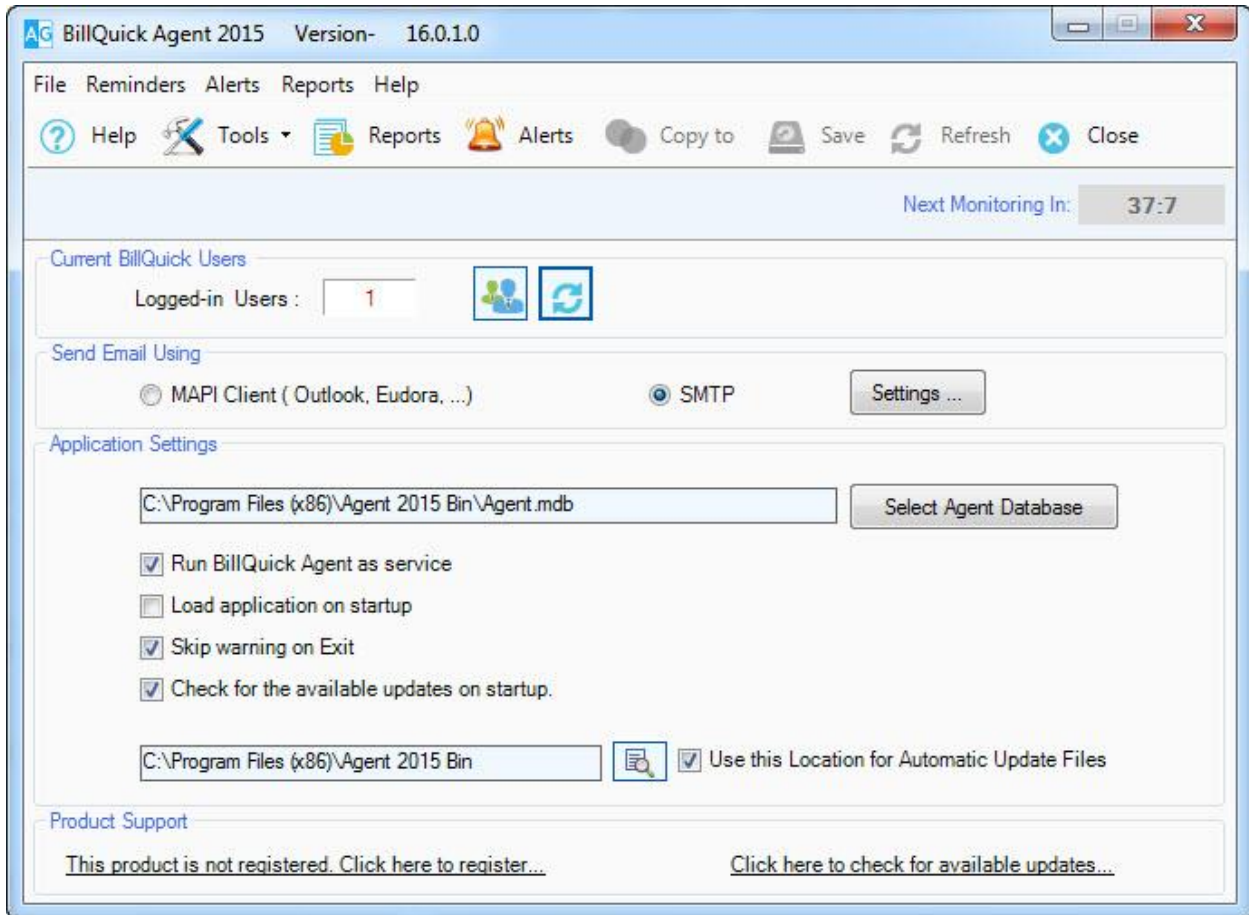 AG BillQuick Agent 2015 Version- 16.0.1.0
File Reminders Alerts Reports Help
? Help Tools Reports Alerts Copy to Save Refresh Close
Next Monitoring In: 37:7
Current BillQuick Users
Logged-in Users : 1
Send Email Using
MAPI Client ( Outlook, Eudora, ...) SMTP Settings ...
Application Settings
C:\Program Files (x86)\Agent 2015 Bin\Agent.mdb Select Agent Database
Run BillQuick Agent as service
Load application on startup
Skip warning on Exit
Check for the available updates on startup.
C:\Program Files (x86)\Agent 2015 Bin Use this Location for Automatic Update Files
Product Support
This product is not registered. Click here to register... Click here to check for available updates...